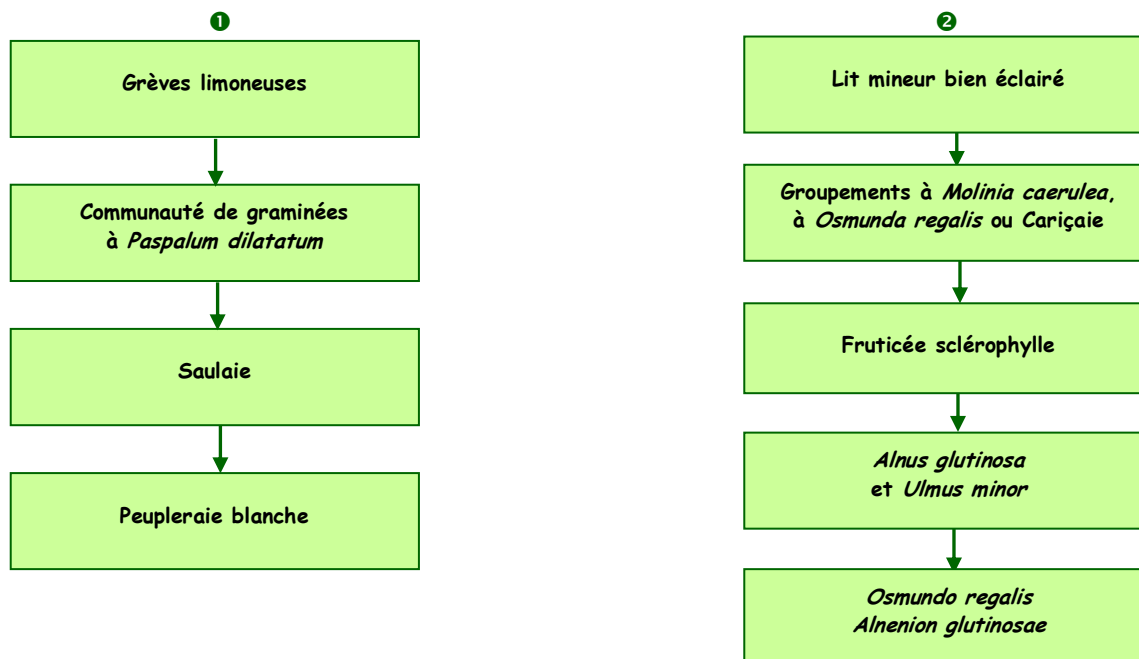 ❶
Grèves limoneuses
Communauté de graminées
à Paspalum dilatatum
Saulaie
Peupleraie blanche
❷
Lit mineur bien éclairé
Groupements à Molinia caerulea,
à Osmunda regalis ou Cariçaie
Fruticée sclérophylle
Alnus glutinosa
et Ulmus minor
Osmundo regalis
Alnenion glutinosae